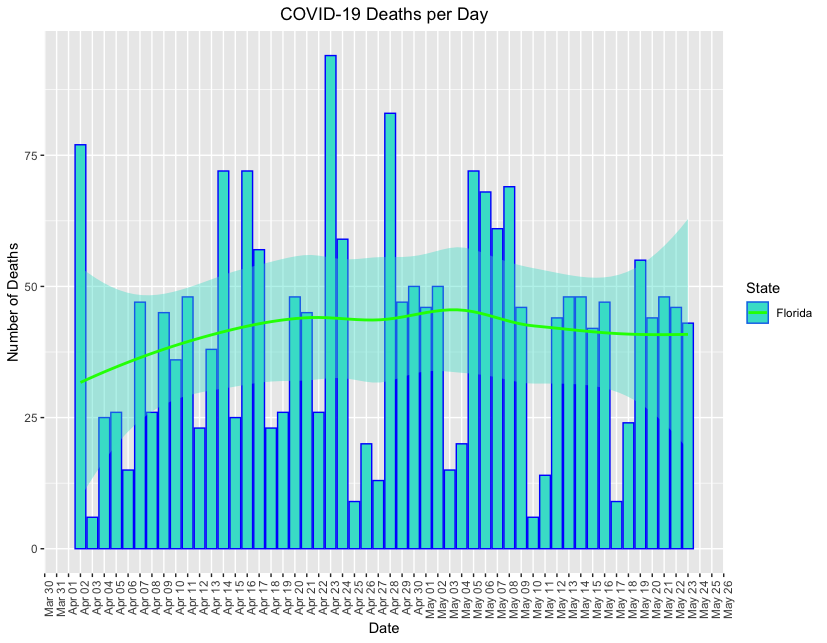 COVID-19 Deaths per Day
Number of Deaths
75
50
25
0
Mar 30
Mar 31
Apr 01
Apr 02
Apr 03
Apr 04
Apr 05
Apr 06
Apr 07
Apr 08
Apr 09
Apr 10
Apr 11
Apr 12
Apr 13
Apr 14
Apr 15
Apr 16
Apr 17
Apr 18
Apr 19
Apr 20
Apr 21
Apr 22
Apr 23
Apr 24
Apr 25
Apr 26
Apr 27
Apr 28
Apr 29
Apr 30
May 01
May 02
May 03
May 04
May 05
May 06
May 07
May 08
May 09
May 10
May 11
May 12
May 13
May 14
May 15
May 16
May 17
May 18
May 19
May 20
May 21
May 22
May 23
May 24
May 25
May 26
Date
State
Florida